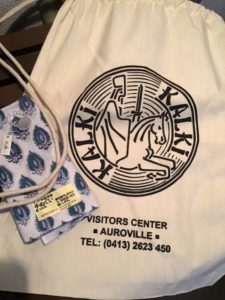 KALKi
KALKi
VISITORS CENTER
▪ AUROVILLE ▪
TEL: (0413) 2623 450